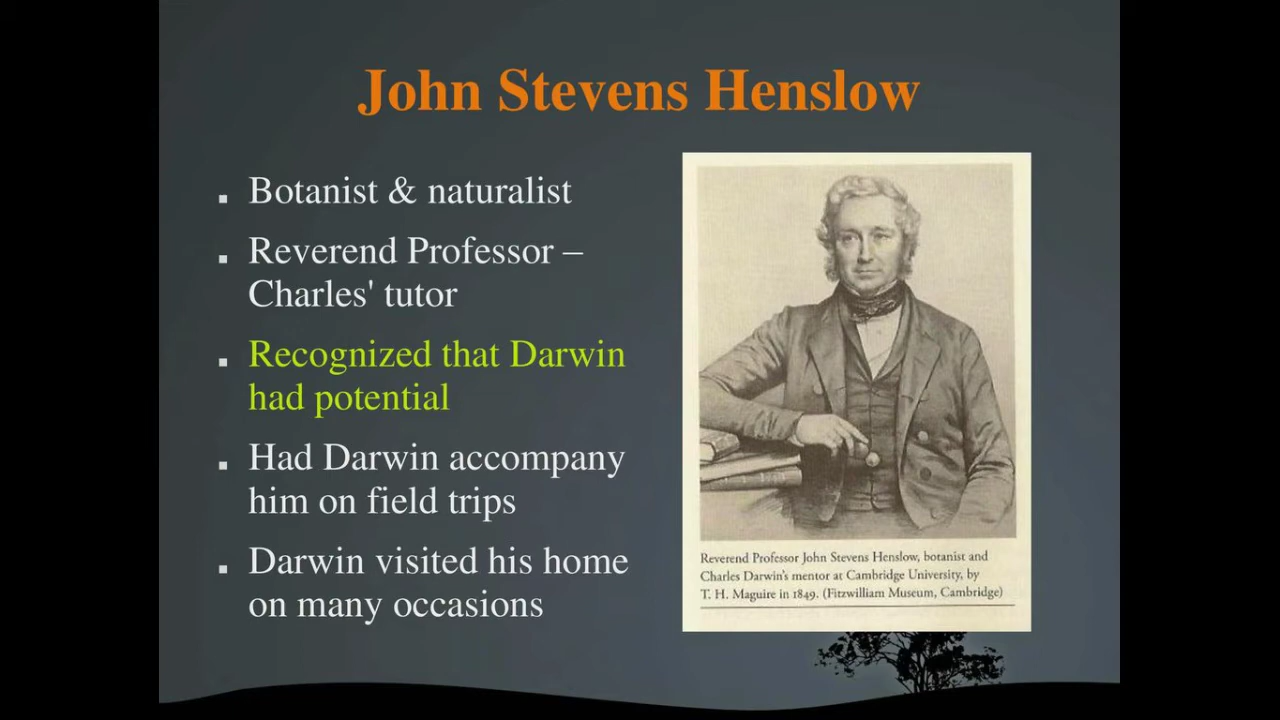 John Stevens Henslow
Botanist & naturalist
Reverend Professor –
Charles' tutor
Recognized that Darwin
had potential
Had Darwin accompany
him on field trips
Darwin visited his home
on many occasions
Reverend Professor John Stevens Henslow, botanist and
Charles Darwin's mentor at Cambridge University, by
T. H. Maguire in 1849. (Fitzwilliam Museum, Cambridge)